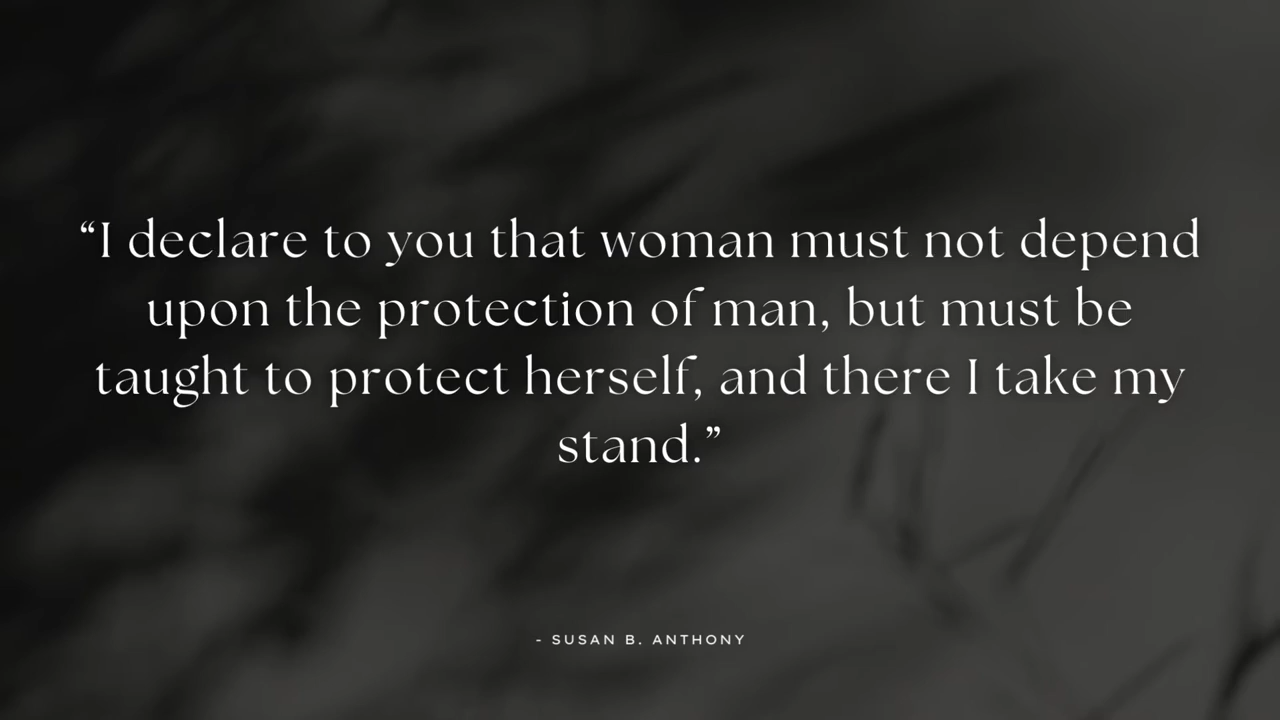 “I declare to you that woman must not depend
upon the protection of man, but must be
taught to protect herself, and there I take my
stand.”
- SUSAN B. ANTHONY